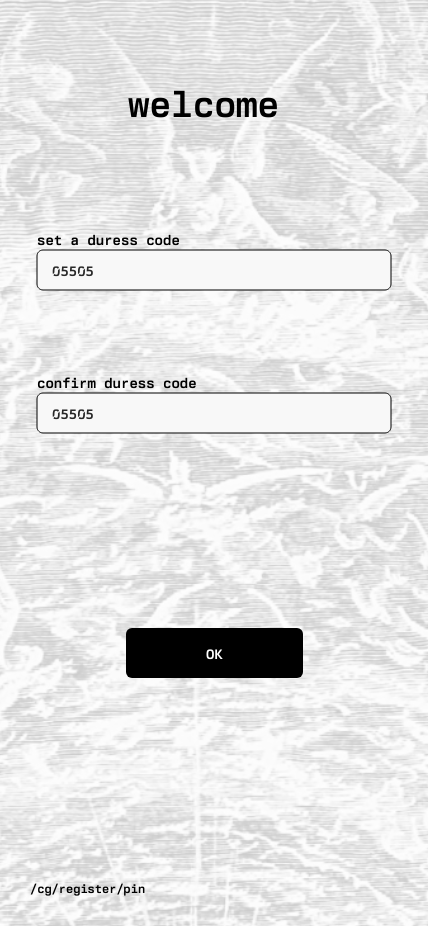 welcome
set a duress code
05505
confirm duress code
05505
OK
/cg/register/pin